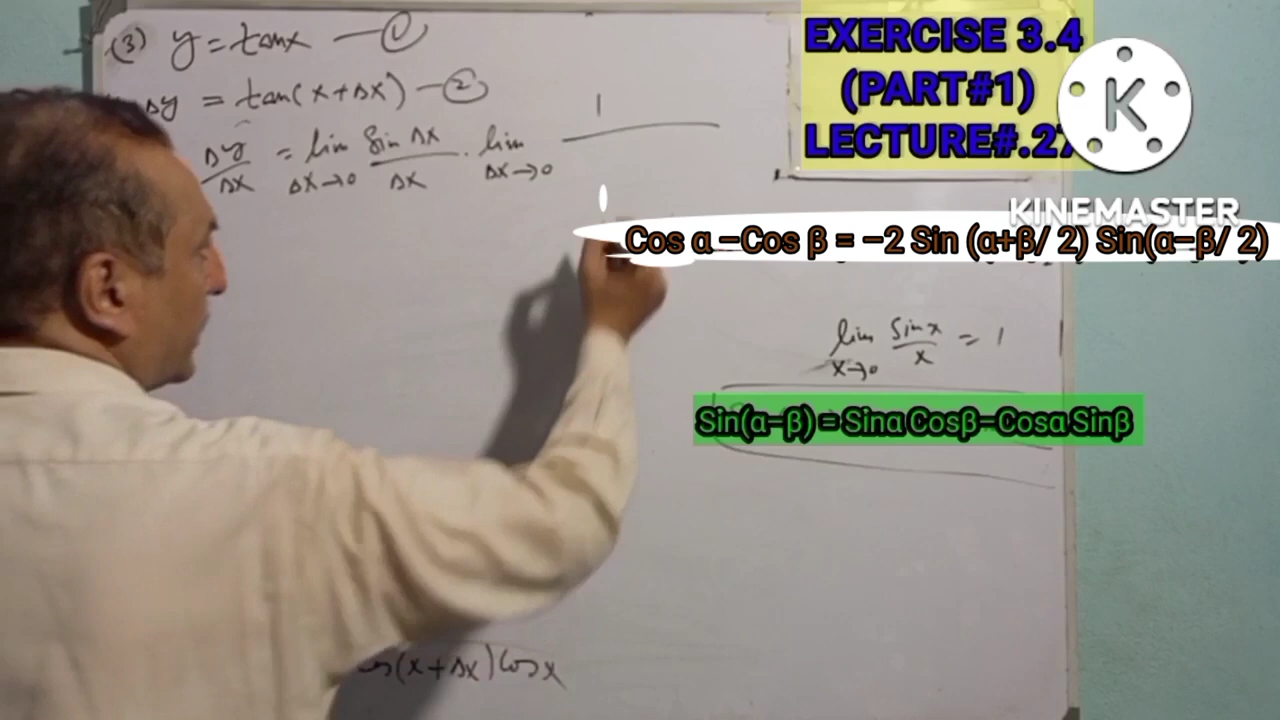 (3) y = tanx — ①
Δy = tan(x+Δx) — ②
Δy/Δx = lim Δx→0 Sin Δx/Δx . lim Δx→0 1
EXERCISE 3.4
(PART#1)
LECTURE#.27
K
KINEMASTER
Cos α –Cos β = –2 Sin (α+β/ 2) Sin(α–β/ 2)
lim x→0 Sinx/x = 1
Sin(α–β) = Sinα Cosβ–Cosα Sinβ
(x+Δx) Cosx